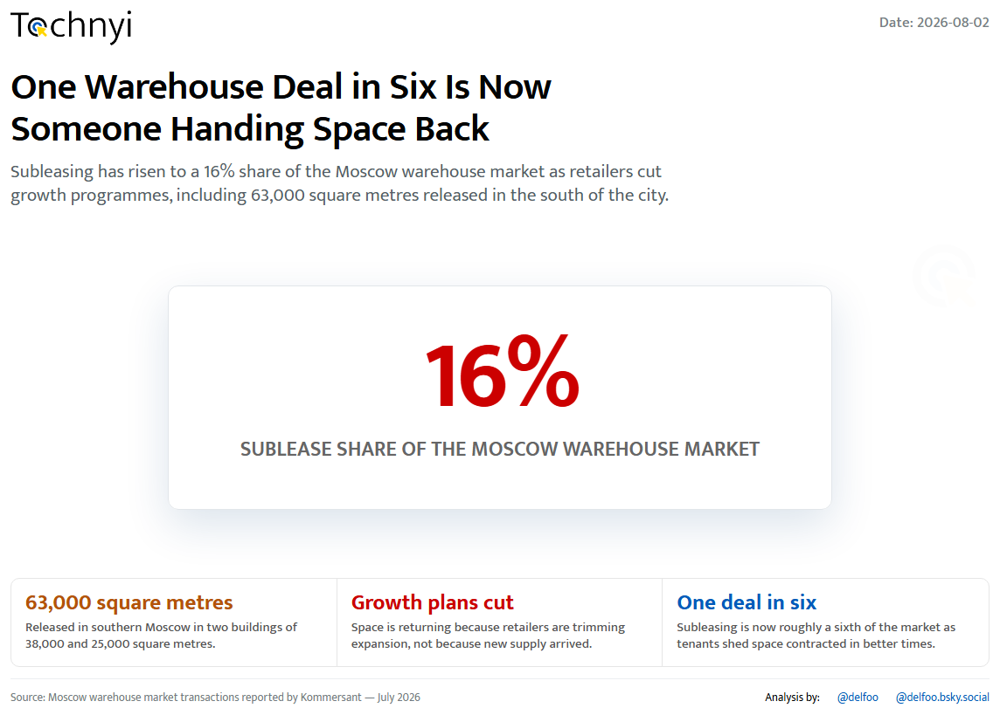 Technyi
Date: 2026-08-02
One Warehouse Deal in Six Is Now
Someone Handing Space Back
Subleasing has risen to a 16% share of the Moscow warehouse market as retailers cut
growth programmes, including 63,000 square metres released in the south of the city.
16%
SUBLEASE SHARE OF THE MOSCOW WAREHOUSE MARKET
63,000 square metres
Released in southern Moscow in two buildings of
38,000 and 25,000 square metres.
Growth plans cut
Space is returning because retailers are trimming
expansion, not because new supply arrived.
One deal in six
Subleasing is now roughly a sixth of the market as
tenants shed space contracted in better times.
Source: Moscow warehouse market transactions reported by Kommersant — July 2026
Analysis by: @delfoo @delfoo.bsky.social